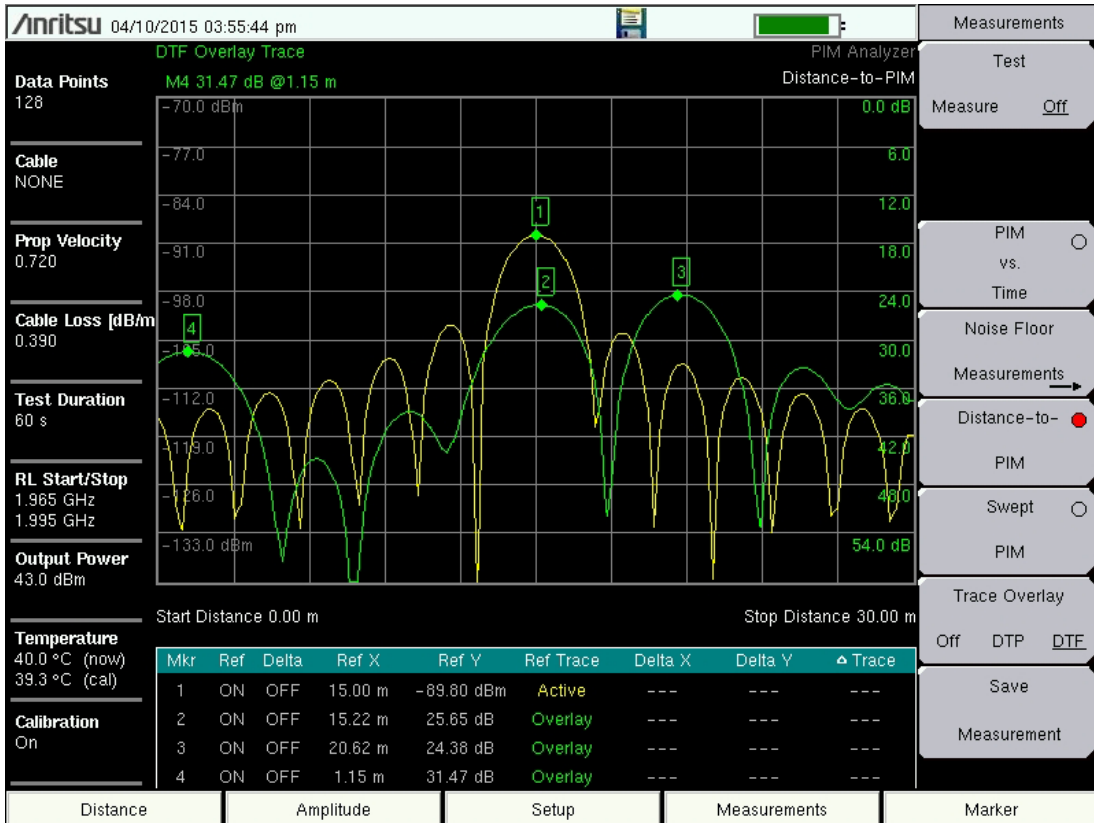 Anritsu 04/10/2015 03:55:44 pm
Data Points
128
Cable
NONE
Prop Velocity
0.720
Cable Loss [dB/m
0.390
Test Duration
60 s
RL Start/Stop
1.965 GHz
1.995 GHz
Output Power
43.0 dBm
Temperature
40.0 °C (now)
39.3 °C (cal)
Calibration
On
DTF Overlay Trace
PIM Analyzer
M4 31.47 dB @1.15 m
Distance-to-PIM
-70.0 dBm 0.0 dB
-77.0 6.0
-84.0 12.0
1
-91.0 18.0
2
3
-98.0 24.0
4
-105.0 30.0
-112.0 36.0
-119.0 42.0
-126.0 48.0
-133.0 dBm 54.0 dB
Start Distance 0.00 m Stop Distance 30.00 m
Mkr Ref Delta Ref X Ref Y Ref Trace Delta X Delta Y Δ Trace
1 ON OFF 15.00 m -89.80 dBm Active --- --- ---
2 ON OFF 15.22 m 25.65 dB Overlay --- --- ---
3 ON OFF 20.62 m 24.38 dB Overlay --- --- ---
4 ON OFF 1.15 m 31.47 dB Overlay --- --- ---
Measurements
Test
Measure Off
PIM
vs.
Time
Noise Floor
Measurements
Distance-to-
PIM
Swept
PIM
Trace Overlay
Off DTP DTF
Save
Measurement
Distance Amplitude Setup Measurements Marker